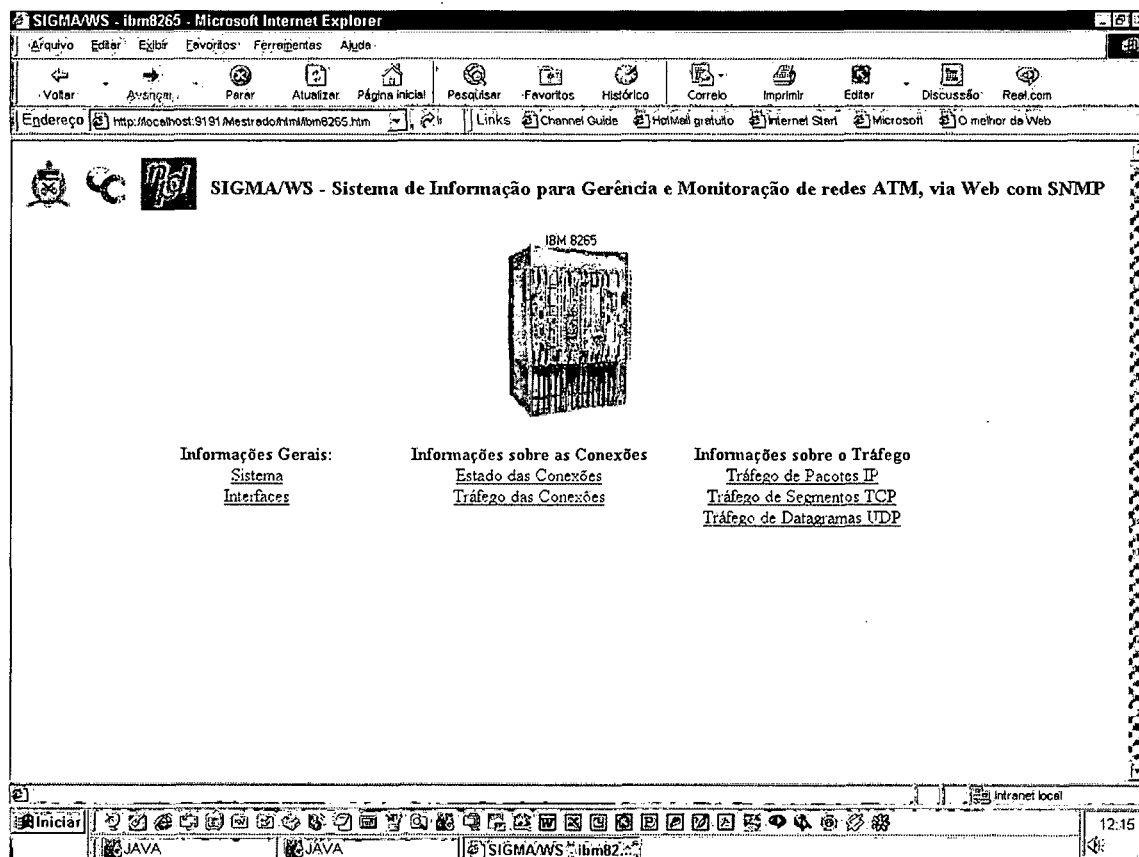 SIGMA/WS - ibm8265 - Microsoft Internet Explorer
Arquivo Editar Exibir Favoritos Ferramentas Ajuda
Voltar Avançar Parar Atualizar Página inicial Pesquisar Favoritos Histórico Correio Imprimir Editar Discussão Real.com
Endereço http://localhost:9191/Mestrado/html/ibm8265.htm Ir Links Channel Guide HotMail gratuito Internet Start Microsoft O melhor da Web
SIGMA/WS - Sistema de Informação para Gerência e Monitoração de redes ATM, via Web com SNMP
IBM 8265
Informações Gerais: Informações sobre as Conexões Informações sobre o Tráfego
Sistema Estado das Conexões Tráfego de Pacotes IP
Interfaces Tráfego das Conexões Tráfego de Segmentos TCP
Tráfego de Datagramas UDP
Intranet local
Iniciar 12:15
JAVA JAVA SIGMA/WS - ibm82...